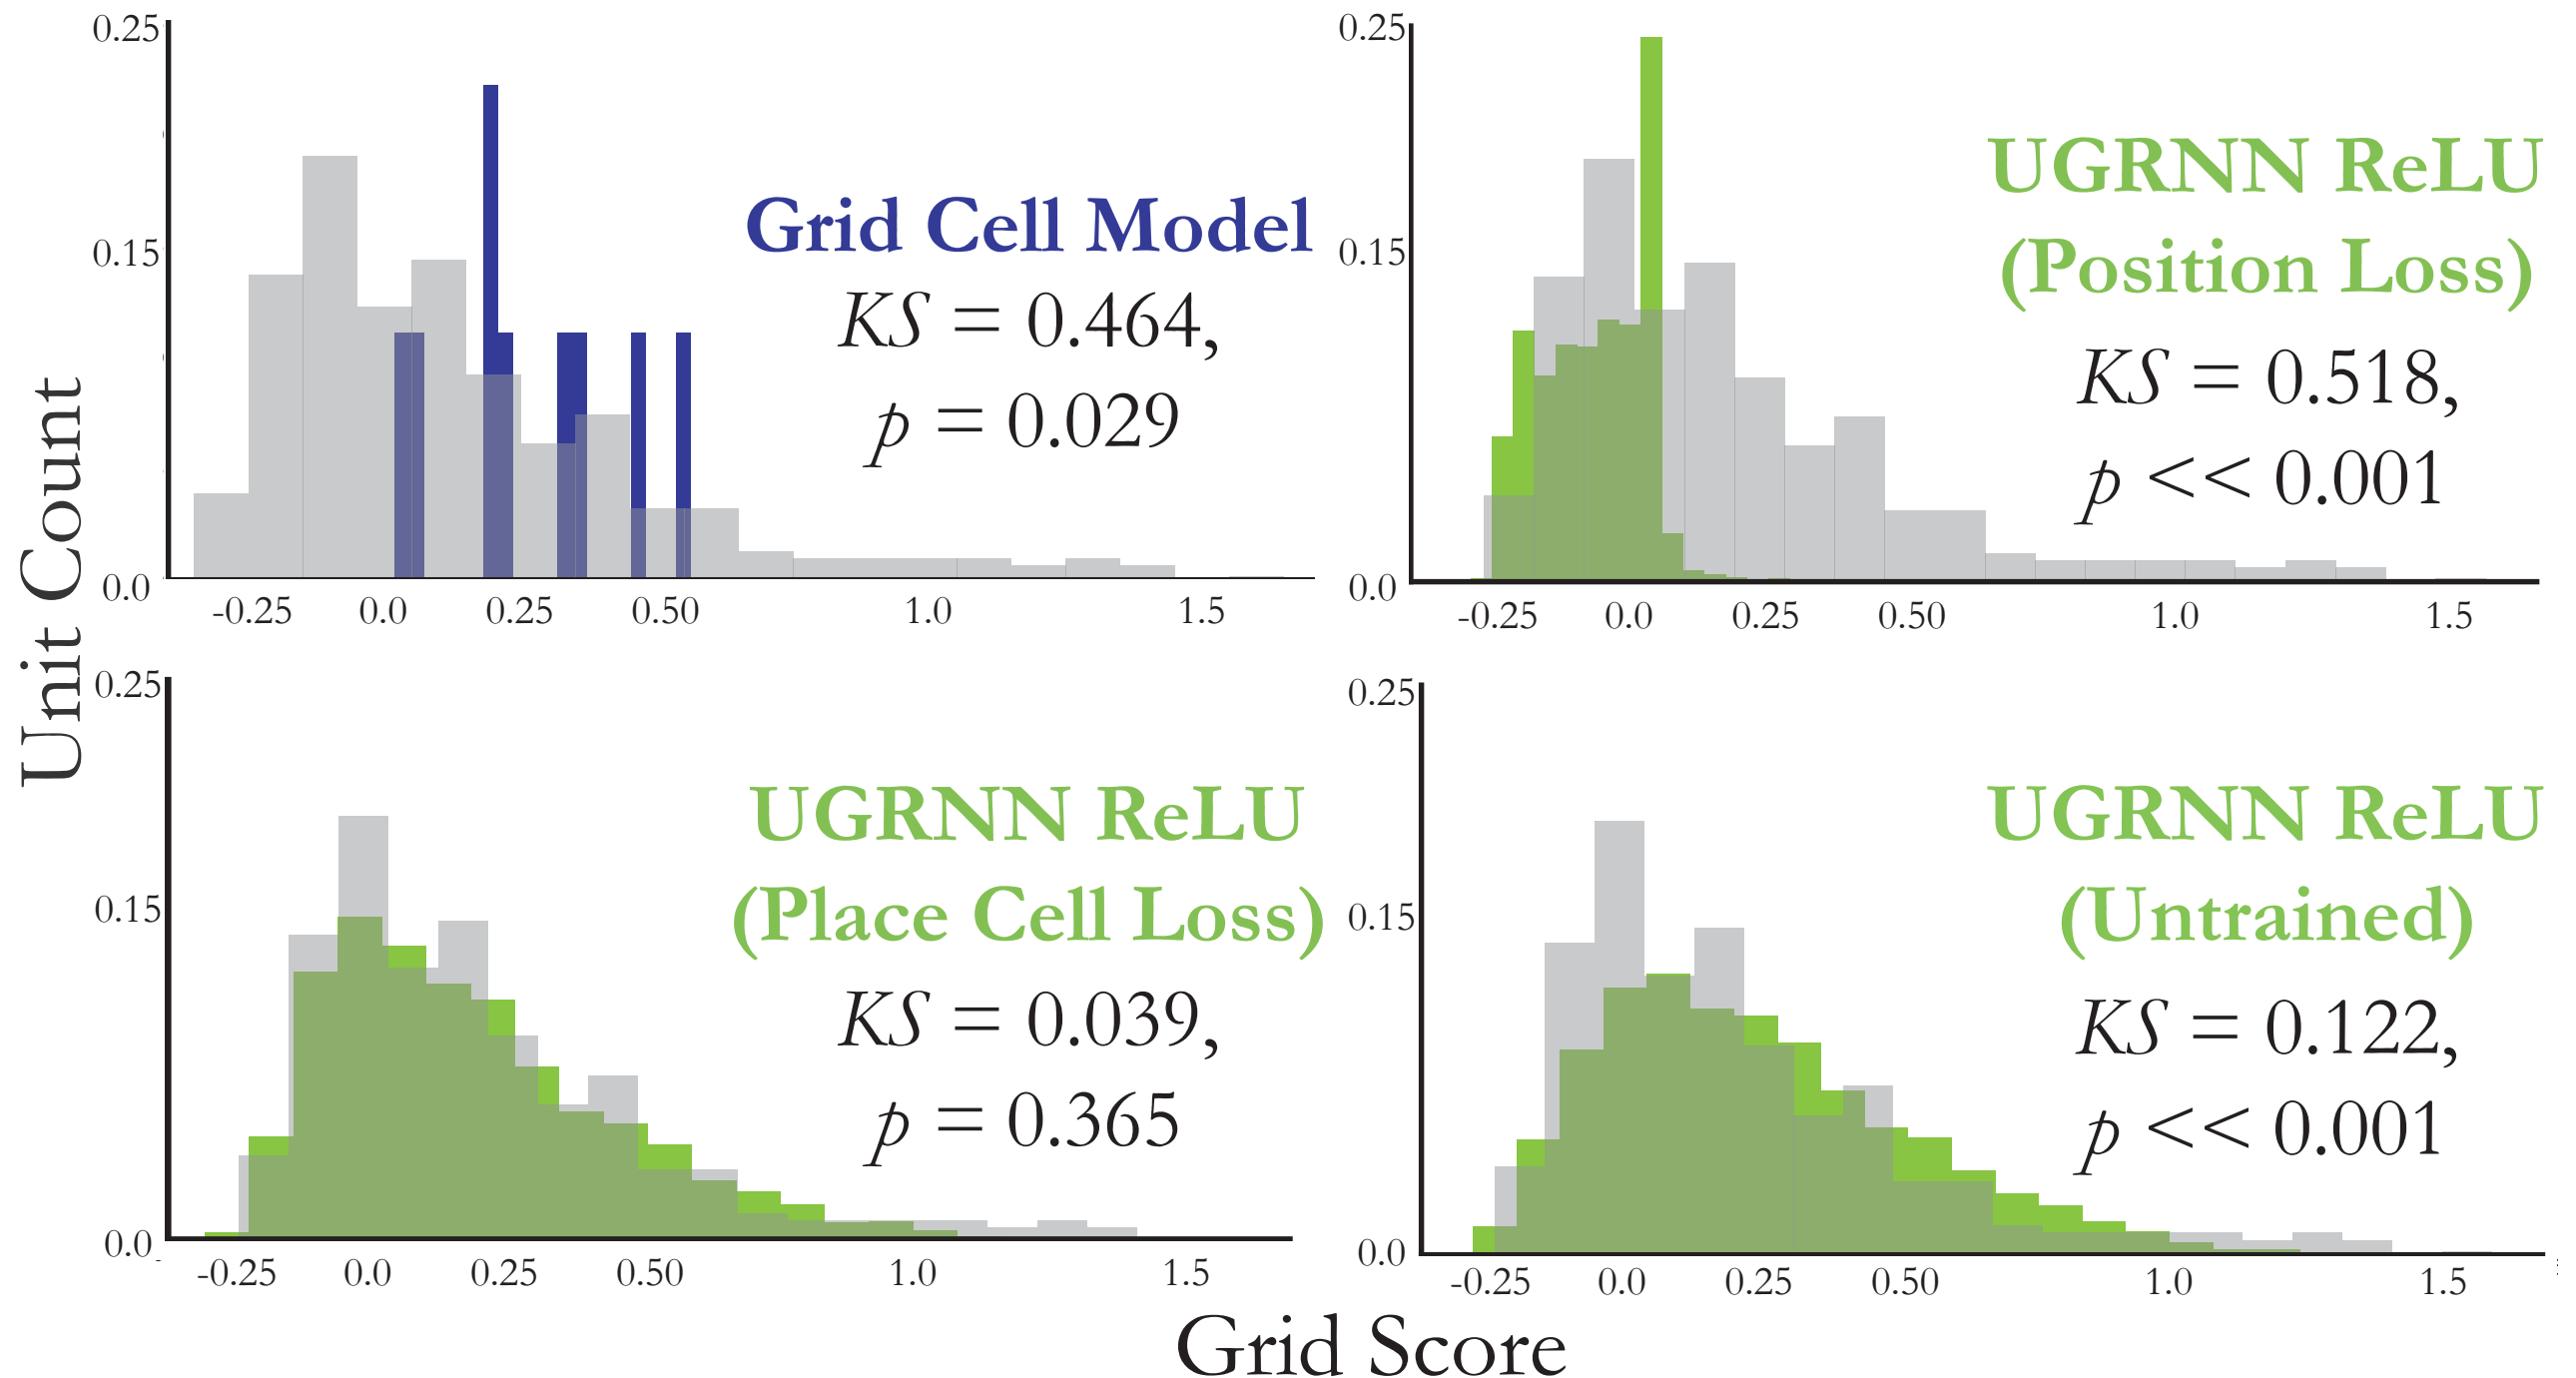 Unit Count
0.25
0.15
0.0
-0.25 0.0 0.25 0.50 1.0 1.5
Grid Cell Model
KS = 0.464,
p = 0.029
0.25
0.15
0.0
-0.25 0.0 0.25 0.50 1.0 1.5
UGRNN ReLU
(Position Loss)
KS = 0.518,
p << 0.001
0.25
0.15
0.0
-0.25 0.0 0.25 0.50 1.0 1.5
UGRNN ReLU
(Place Cell Loss)
KS = 0.039,
p = 0.365
0.25
0.15
0.0
-0.25 0.0 0.25 0.50 1.0 1.5
UGRNN ReLU
(Untrained)
KS = 0.122,
p << 0.001
Grid Score